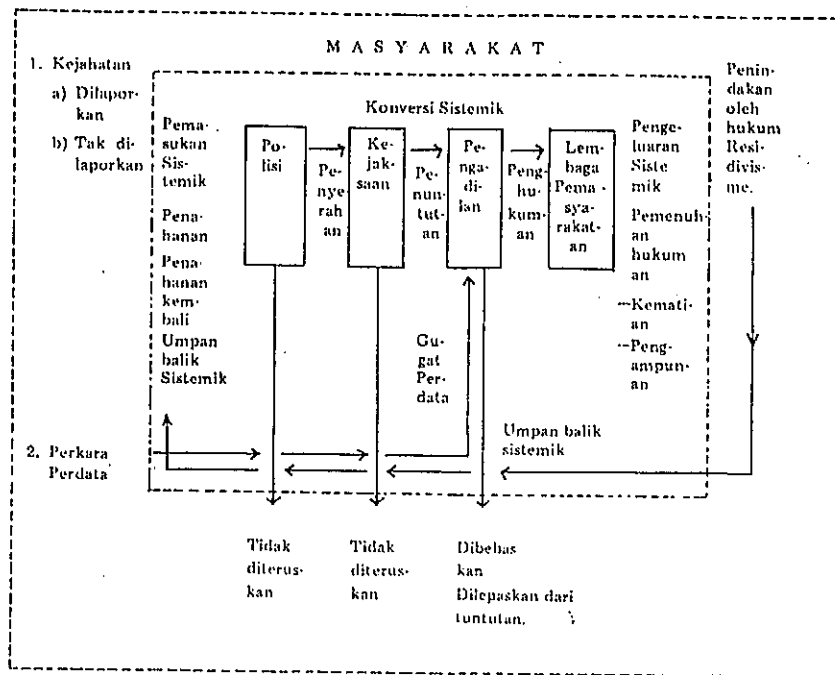 M A S Y A R A K A T
1. Kejahatan
a) Dilapor-
kan
b) Tak di-
laporkan
Pema-
sukan
Sis-
temik
Pena-
hanan
Pena-
hanan
kem-
bali
Umpan
balik
Sistemik
Konversi Sistemik
Po-
lisi
Pe-
nye-
rah
an
Ke-
jak-
saan
Pe-
nun-
tut-
an
Pe-
nga-
di-
lan
Peng-
hu-
kum-
an
Lem-
baga
Pema-
sya-
rakat-
an
Penge-
luaran
Siste
mik
Pemenuh-
an
hukum
an
—Kemati-
an
—Peng-
ampun-
an
Penin-
dakan
oleh
hukum
Resi-
divis-
me.
Gu-
gat
Per-
data
2. Perkara
Perdata
Umpan balik
sistemik
Tidak
diterus-
kan
Tidak
diterus-
kan
Dibebas
kan
Dilepaskan dari
tuntutan.